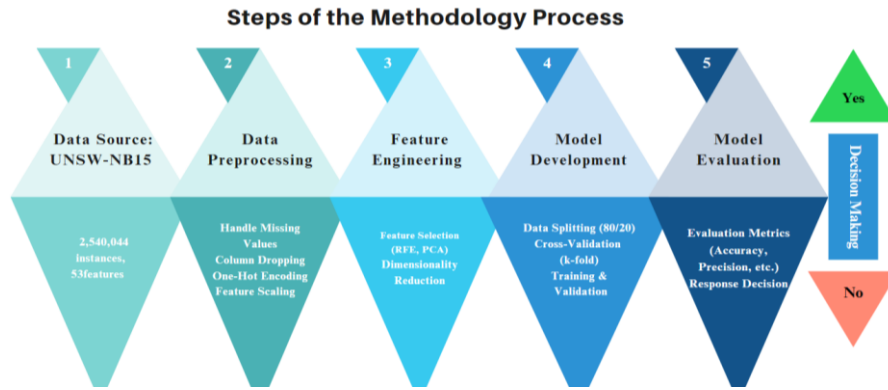 Steps of the Methodology Process
1
Data Source:
UNSW-NB15
2,540,044
instances,
53features
2
Data
Preprocessing
Handle Missing
Values
Column Dropping
One-Hot Encoding
Feature Scaling
3
Feature
Engineering
Feature Selection
(RFE, PCA)
Dimensionality
Reduction
4
Model
Development
Data Splitting (80/20)
Cross-Validation
(k-fold)
Training &
Validation
5
Model
Evaluation
Evaluation Metrics
(Accuracy,
Precision, etc.)
Response Decision
Yes
Decision Making
No